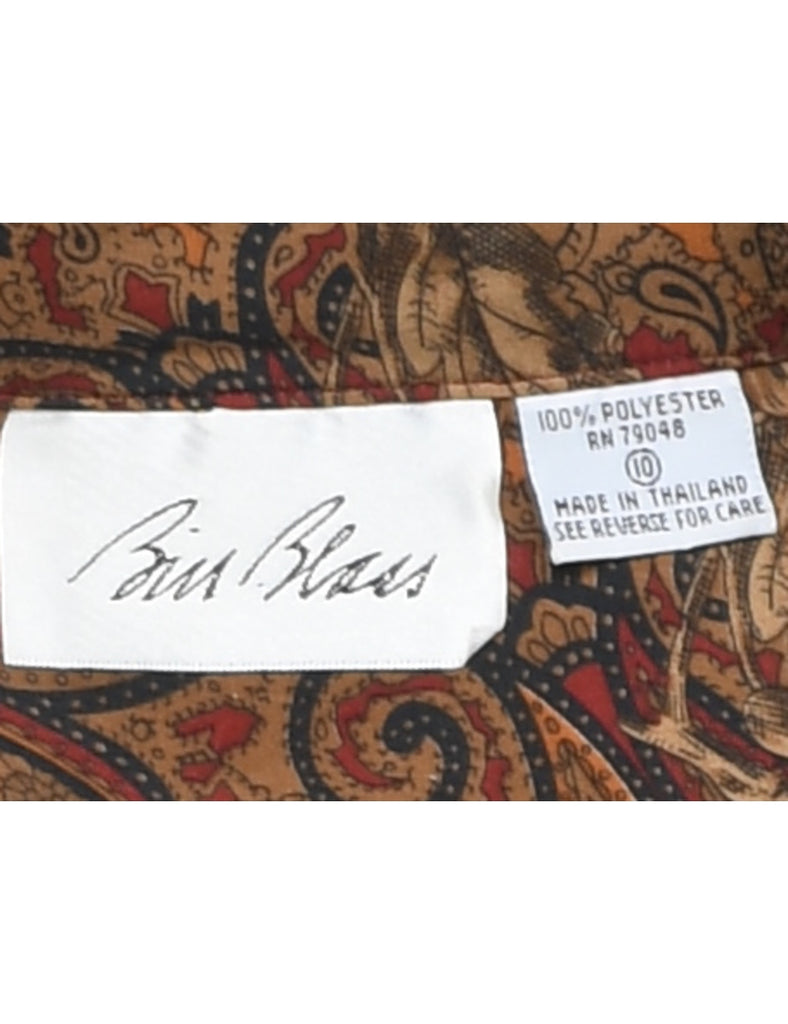 Bill Blass
100% POLYESTER
RN 79048
10
MADE IN THAILAND
SEE REVERSE FOR CARE